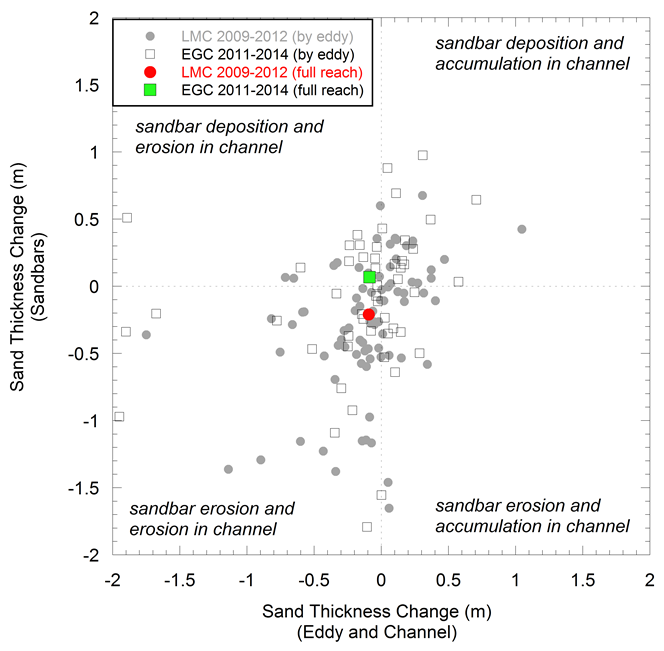 LMC 2009-2012 (by eddy)
EGC 2011-2014 (by eddy)
LMC 2009-2012 (full reach)
EGC 2011-2014 (full reach)
sandbar deposition and
accumulation in channel
sandbar deposition and
erosion in channel
sandbar erosion and
erosion in channel
sandbar erosion and
accumulation in channel
Sand Thickness Change (m)
(Sandbars)
2
1.5
1
0.5
0
-0.5
-1
-1.5
-2
-2 -1.5 -1 -0.5 0 0.5 1 1.5 2
Sand Thickness Change (m)
(Eddy and Channel)